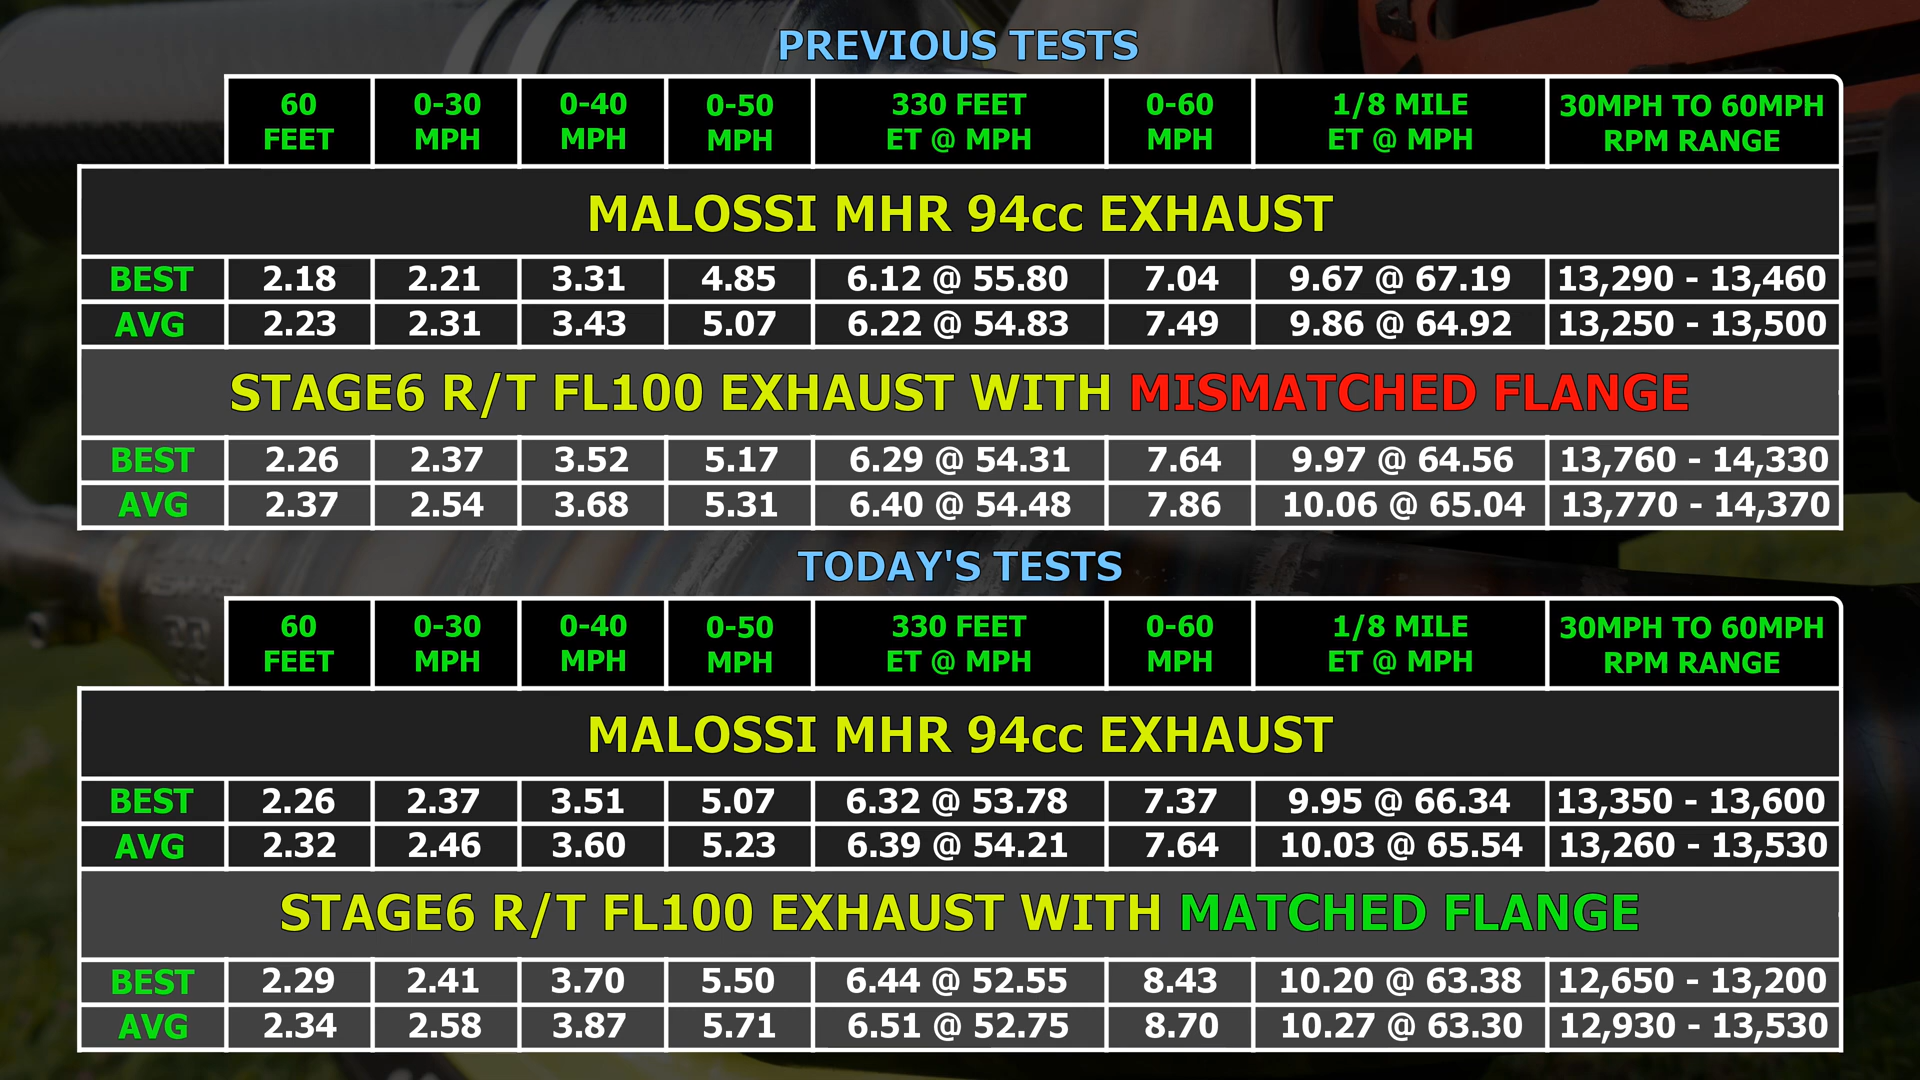 PREVIOUS TESTS
60 FEET 0-30 MPH 0-40 MPH 0-50 MPH 330 FEET ET @ MPH 0-60 MPH 1/8 MILE ET @ MPH 30MPH TO 60MPH RPM RANGE
MALOSSI MHR 94cc EXHAUST
BEST 2.18 2.21 3.31 4.85 6.12 @ 55.80 7.04 9.67 @ 67.19 13,290 - 13,460
AVG 2.23 2.31 3.43 5.07 6.22 @ 54.83 7.49 9.86 @ 64.92 13,250 - 13,500
STAGE6 R/T FL100 EXHAUST WITH MISMATCHED FLANGE
BEST 2.26 2.37 3.52 5.17 6.29 @ 54.31 7.64 9.97 @ 64.56 13,760 - 14,330
AVG 2.37 2.54 3.68 5.31 6.40 @ 54.48 7.86 10.06 @ 65.04 13,770 - 14,370
TODAY'S TESTS
60 FEET 0-30 MPH 0-40 MPH 0-50 MPH 330 FEET ET @ MPH 0-60 MPH 1/8 MILE ET @ MPH 30MPH TO 60MPH RPM RANGE
MALOSSI MHR 94cc EXHAUST
BEST 2.26 2.37 3.51 5.07 6.32 @ 53.78 7.37 9.95 @ 66.34 13,350 - 13,600
AVG 2.32 2.46 3.60 5.23 6.39 @ 54.21 7.64 10.03 @ 65.54 13,260 - 13,530
STAGE6 R/T FL100 EXHAUST WITH MATCHED FLANGE
BEST 2.29 2.41 3.70 5.50 6.44 @ 52.55 8.43 10.20 @ 63.38 12,650 - 13,200
AVG 2.34 2.58 3.87 5.71 6.51 @ 52.75 8.70 10.27 @ 63.30 12,930 - 13,530